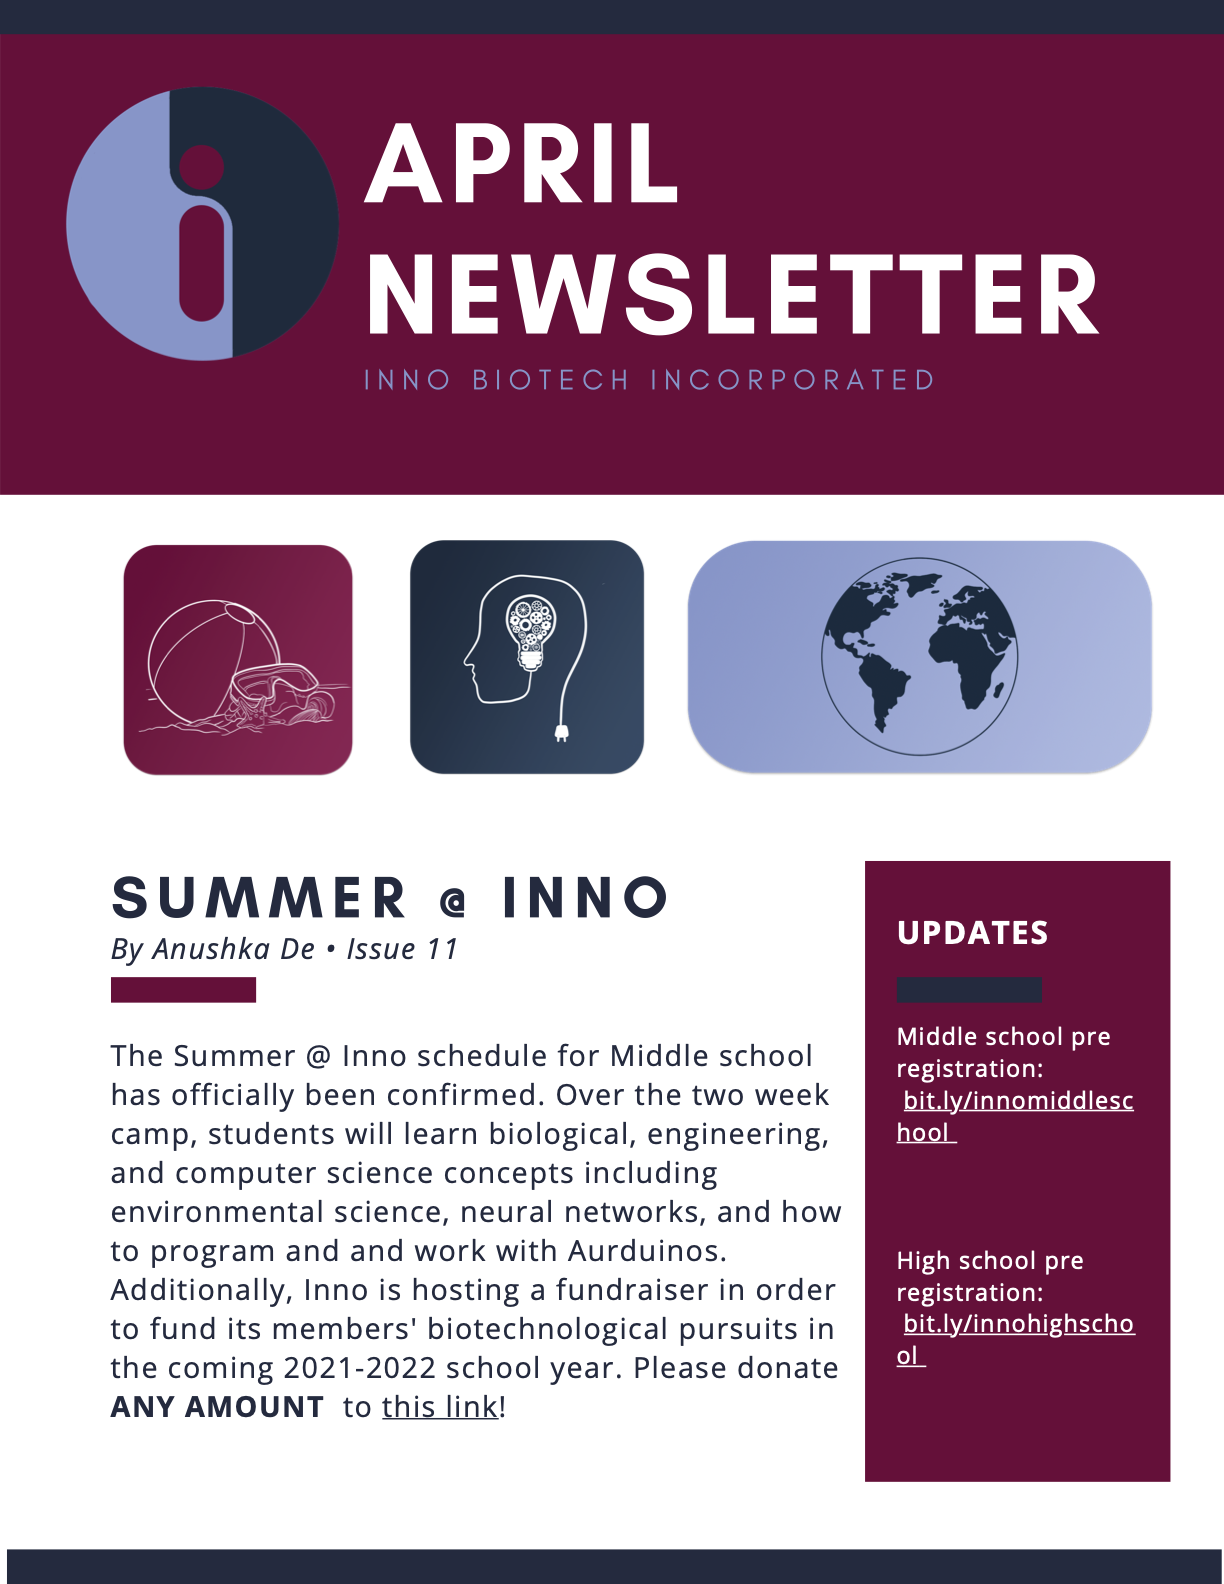 APRIL
NEWSLETTER
INNO BIOTECH INCORPORATED
SUMMER @ INNO
By Anushka De • Issue 11
The Summer @ Inno schedule for Middle school
has officially been confirmed. Over the two week
camp, students will learn biological, engineering,
and computer science concepts including
environmental science, neural networks, and how
to program and and work with Aurduinos.
Additionally, Inno is hosting a fundraiser in order
to fund its members' biotechnological pursuits in
the coming 2021-2022 school year. Please donate
ANY AMOUNT to this link!
UPDATES
Middle school pre
registration:
bit.ly/innomiddlesc
hool
High school pre
registration:
bit.ly/innohighscho
ol